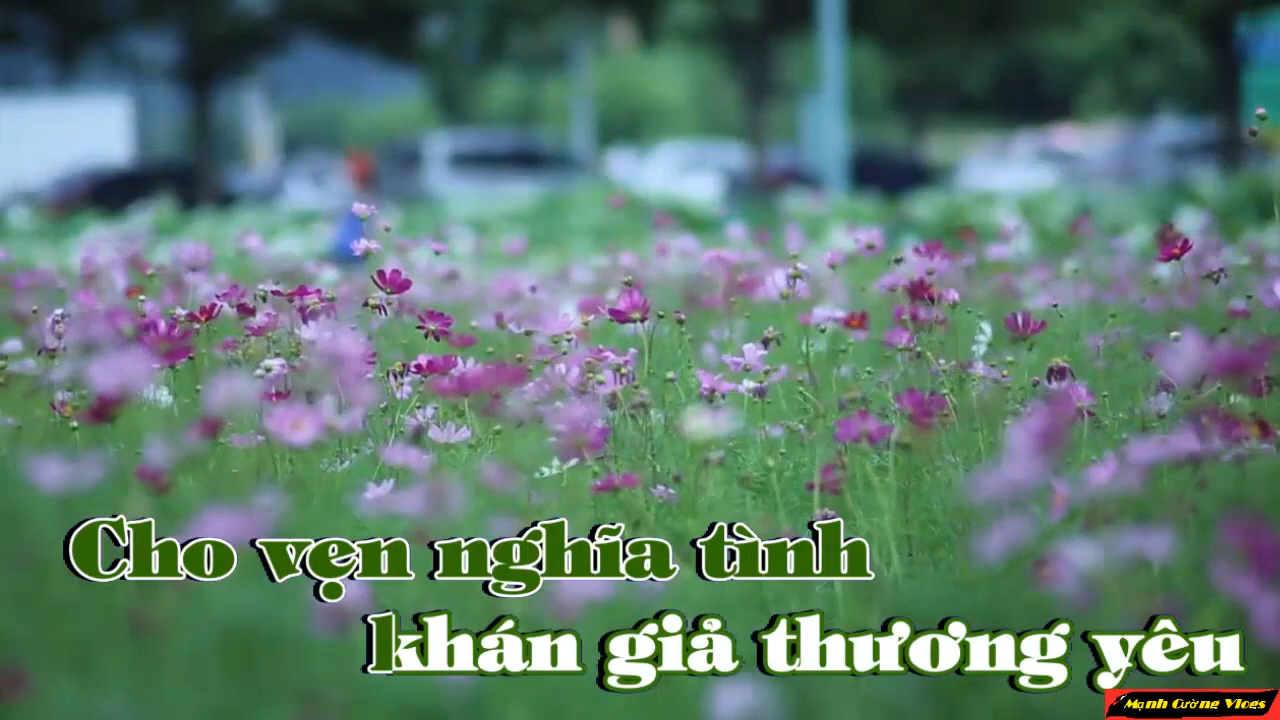 Cho vẹn nghĩa tình
khán giả thương yêu
Mạnh Cường Vlogs